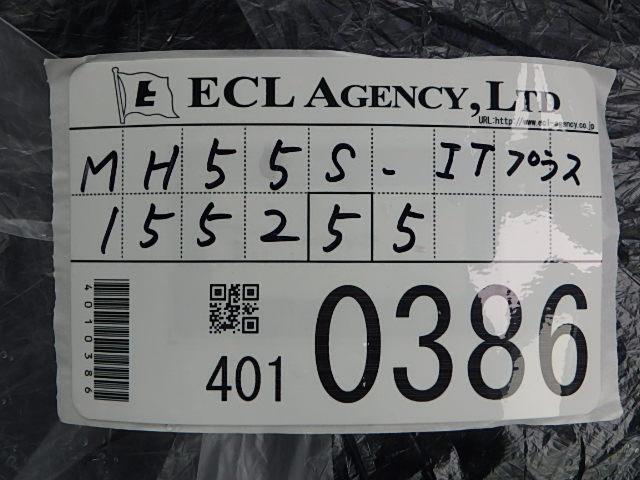 E ECL AGENCY, LTD
URL:http://www.ecl-agency.co.jp
MH55S-ITプラス
155255
4010386
401 0386